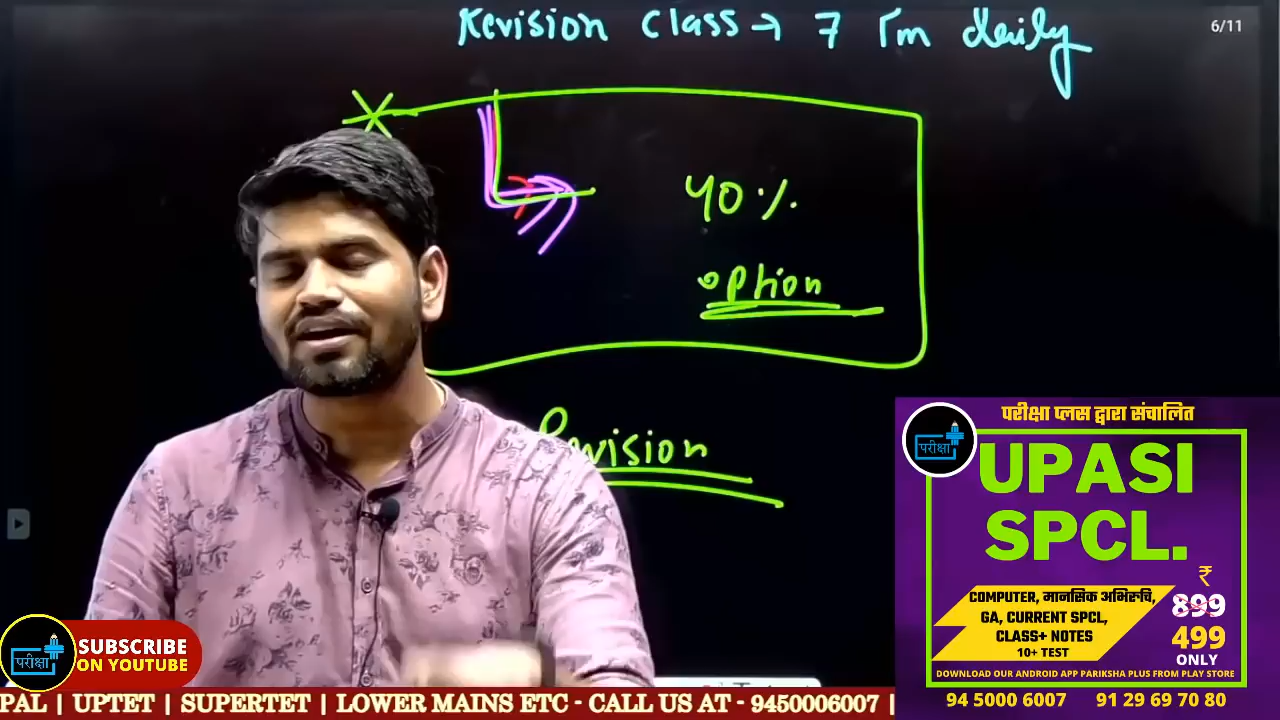 Revision Class → 7 Pm daily
6/11
40%
option
Revision
परीक्षा प्लस द्वारा संचालित
परीक्षा
UPASI
SPCL.
₹
COMPUTER, मानसिक अभिरुचि,
899
GA, CURRENT SPCL,
499
CLASS+ NOTES
ONLY
10+ TEST
DOWNLOAD OUR ANDROID APP PARIKSHA PLUS FROM PLAY STORE
94 5000 6007 91 29 69 70 80
परीक्षा
SUBSCRIBE
ON YOUTUBE
PAL | UPTET | SUPERTET | LOWER MAINS ETC - CALL US AT - 9450006007 |